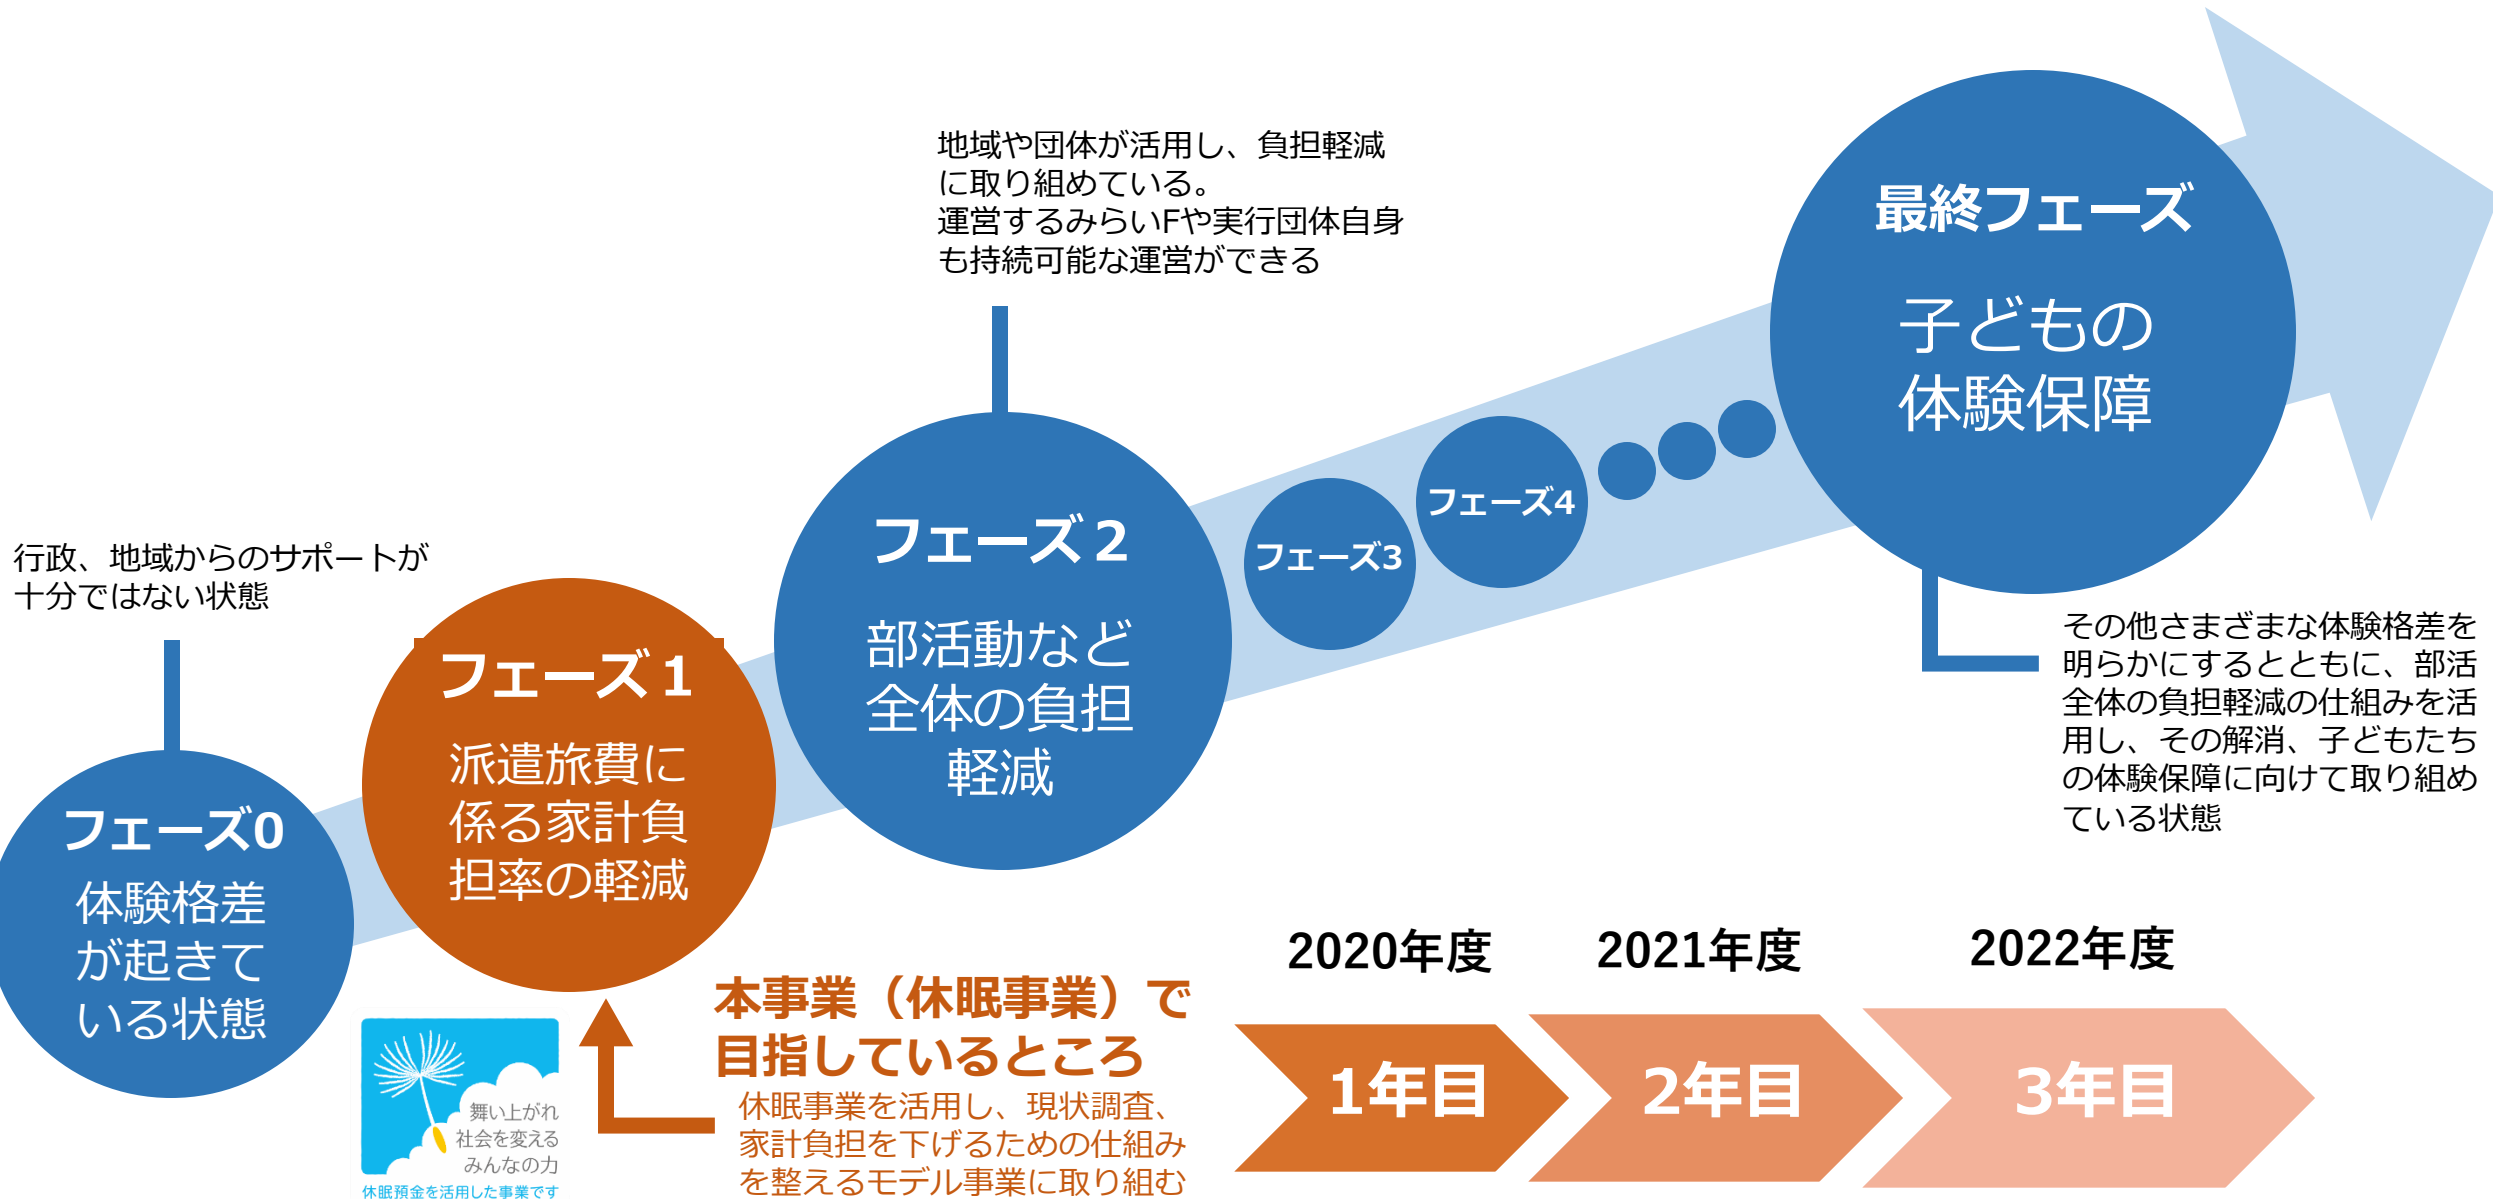 行政、地域からのサポートが
十分ではない状態
フェーズ0
体験格差
が起きて
いる状態
フェーズ1
派遣旅費に
係る家計負
担率の軽減
地域や団体が活用し、負担軽減
に取り組めている。
運営するみらいFや実行団体自身
も持続可能な運営ができる
フェーズ2
部活動など
全体の負担
軽減
フェーズ3
フェーズ4
最終フェーズ
子どもの
体験保障
その他さまざまな体験格差を
明らかにするとともに、部活
全体の負担軽減の仕組みを活
用し、その解消、子どもたち
の体験保障に向けて取り組め
ている状態
舞い上がれ
社会を変える
みんなの力
休眠預金を活用した事業です
本事業（休眠事業）で
目指しているところ
休眠事業を活用し、現状調査、
家計負担を下げるための仕組み
を整えるモデル事業に取り組む
2020年度
2021年度
2022年度
1年目
2年目
3年目